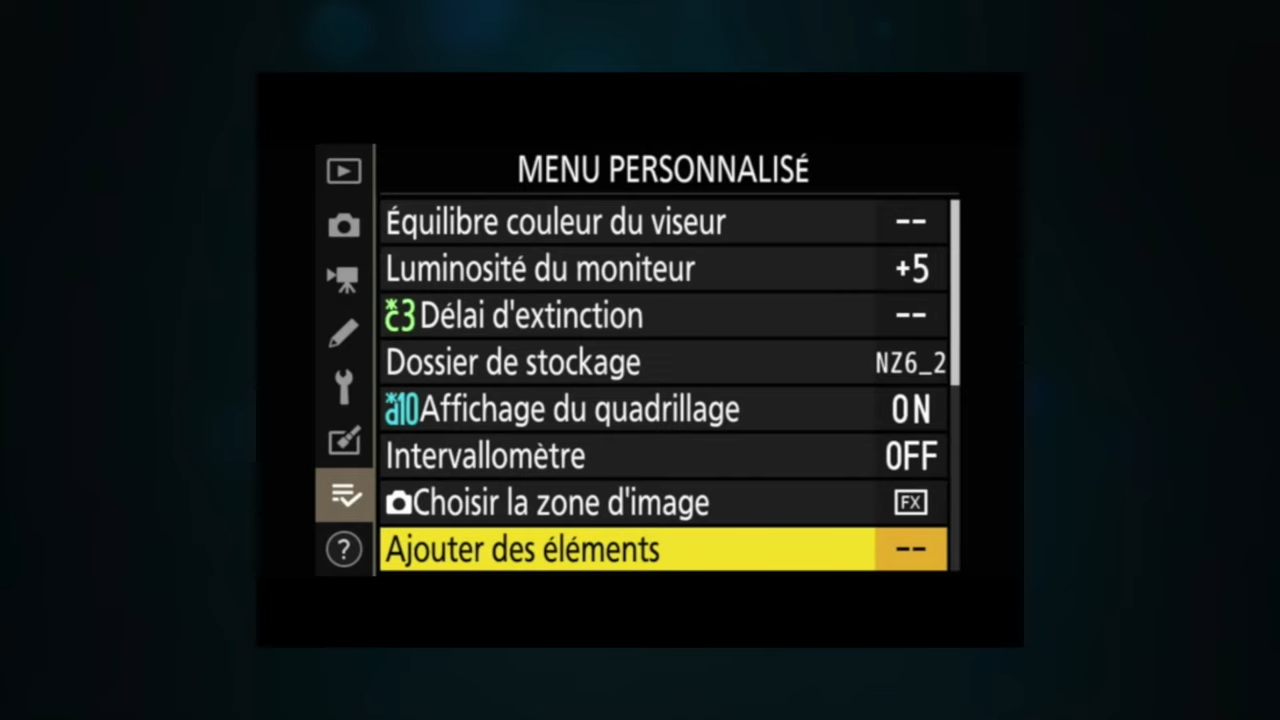 MENU PERSONNALISÉ
Équilibre couleur du viseur --
Luminosité du moniteur +5
*c3 Délai d'extinction --
Dossier de stockage NZ6_2
*a10 Affichage du quadrillage ON
Intervallomètre OFF
Choisir la zone d'image FX
Ajouter des éléments --
?